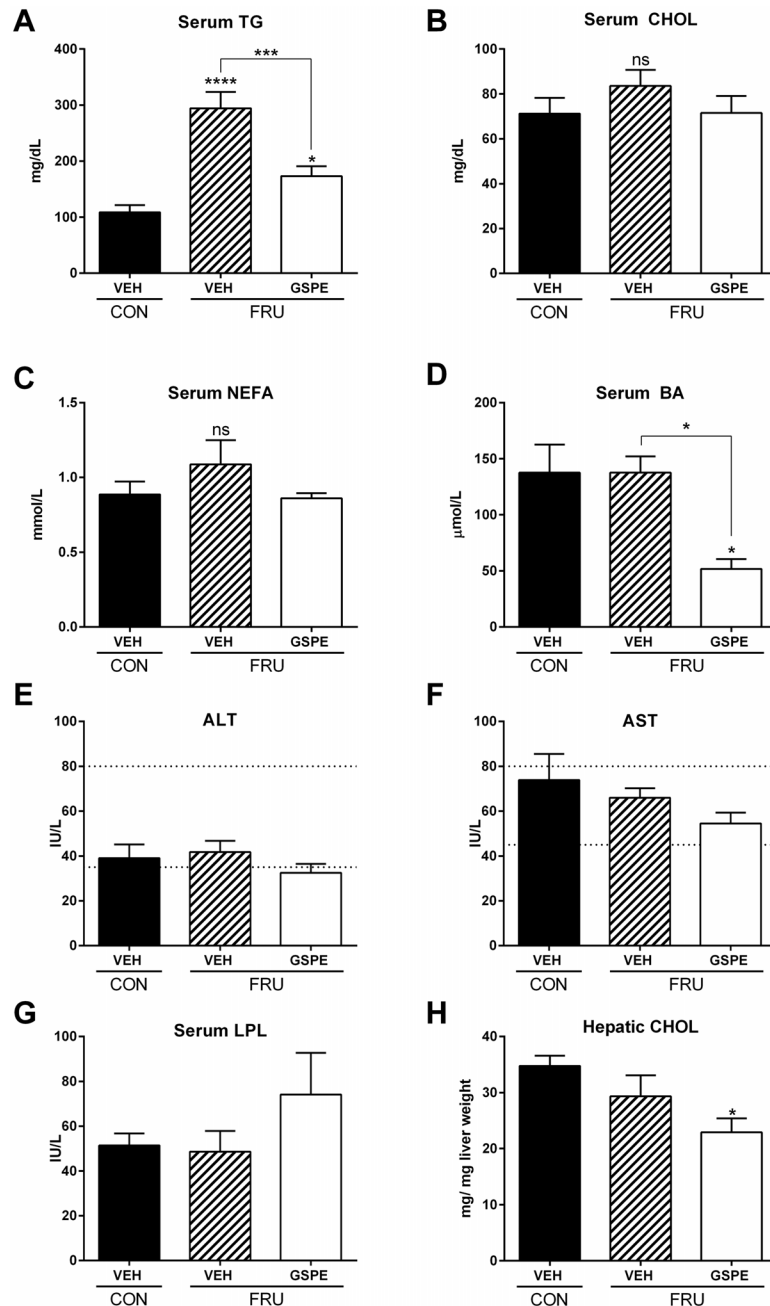 A
Serum TG
400
300
200
100
0
mg/dL
****
***
*
VEH VEH GSPE
CON FRU
B
Serum CHOL
100
80
60
40
20
0
mg/dL
ns
VEH VEH GSPE
CON FRU
C
Serum NEFA
1.5
1.0
0.5
0.0
mmol/L
ns
VEH VEH GSPE
CON FRU
D
Serum BA
200
150
100
50
0
µmol/L
*
*
VEH VEH GSPE
CON FRU
E
ALT
100
80
60
40
20
0
IU/L
VEH VEH GSPE
CON FRU
F
AST
100
80
60
40
20
0
IU/L
VEH VEH GSPE
CON FRU
G
Serum LPL
100
80
60
40
20
0
IU/L
VEH VEH GSPE
CON FRU
H
Hepatic CHOL
40
30
20
10
0
mg/ mg liver weight
*
VEH VEH GSPE
CON FRU